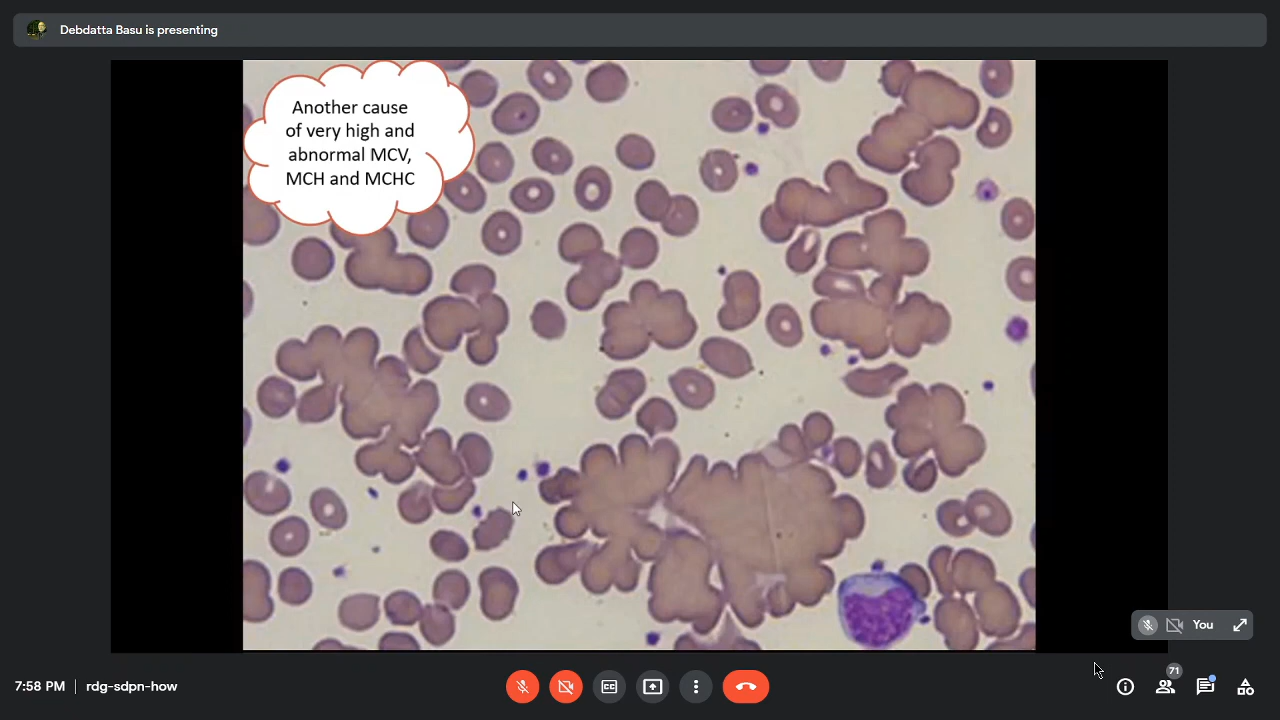 Debdatta Basu is presenting
Another cause
of very high and
abnormal MCV,
MCH and MCHC
You
71
7:58 PM | rdg-sdpn-how
CC